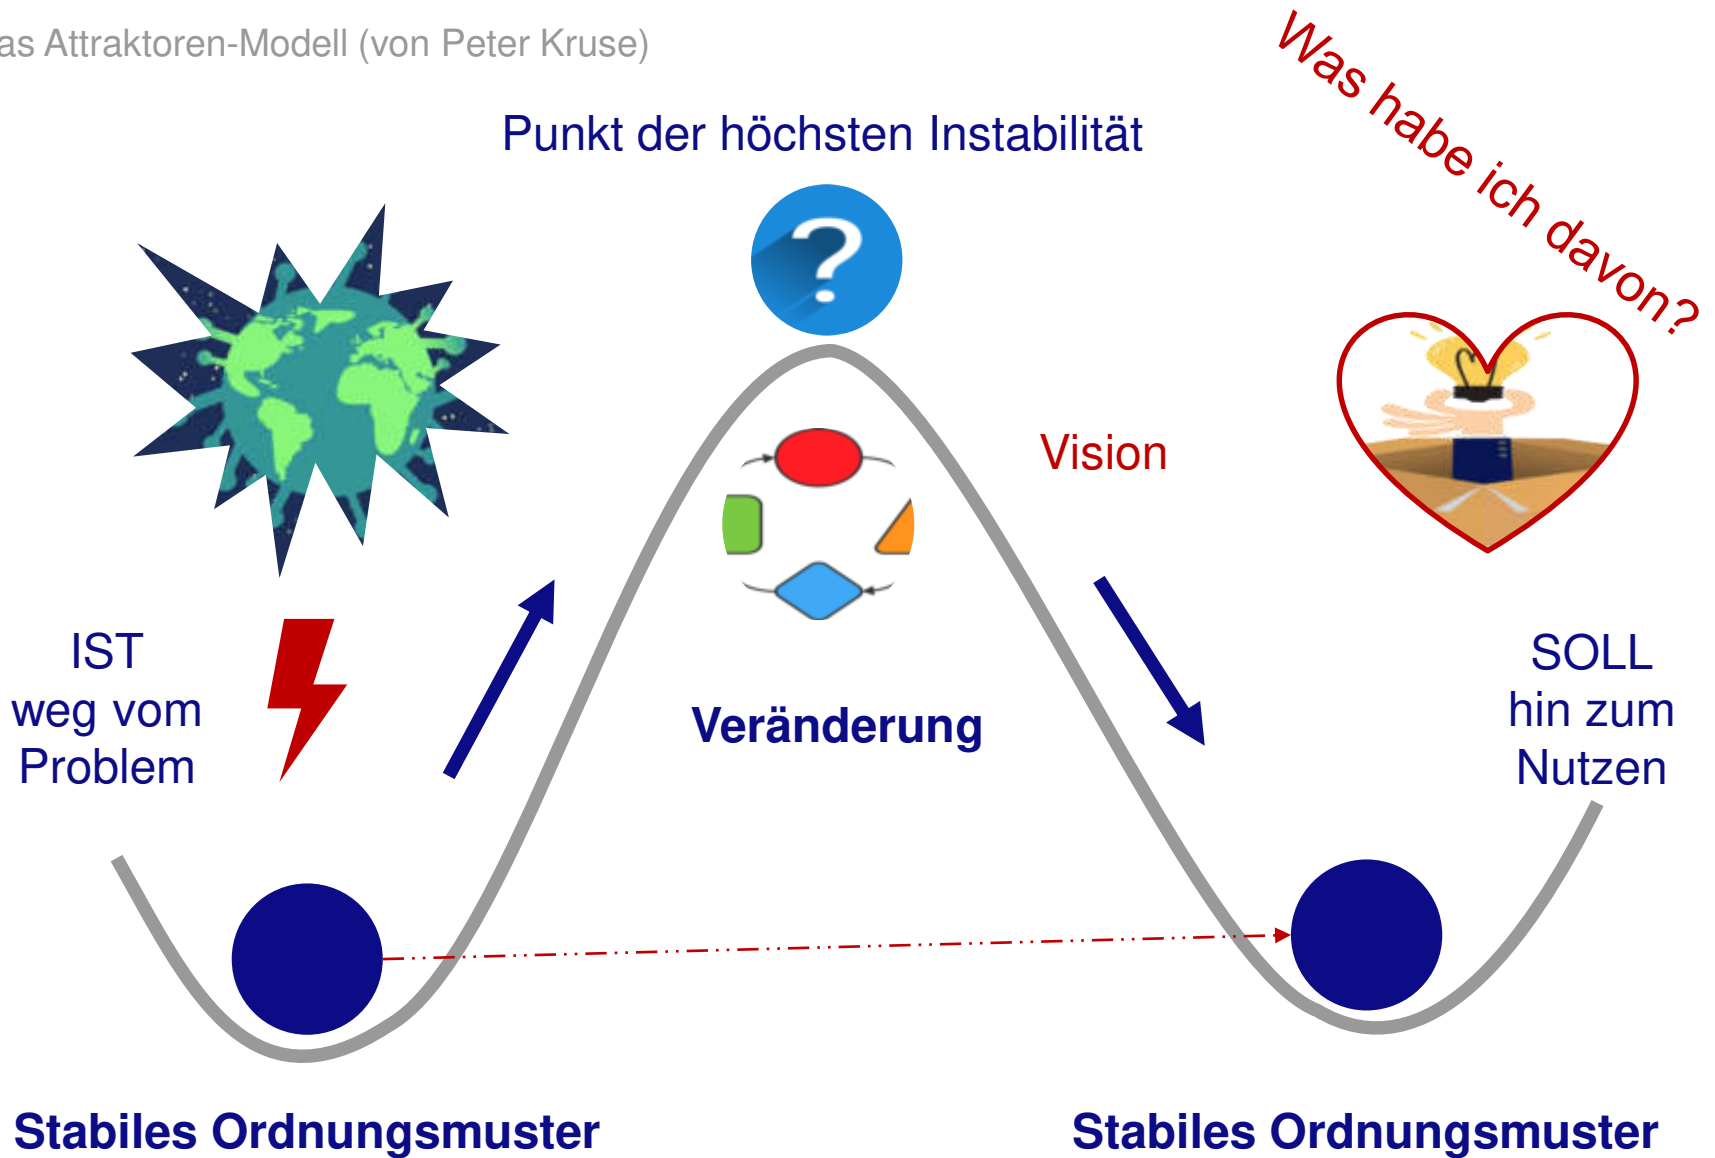 as Attraktoren-Modell (von Peter Kruse)
Was habe ich davon?
Punkt der höchsten Instabilität
?
Vision
IST
weg vom
Problem
SOLL
hin zum
Nutzen
Veränderung
Stabiles Ordnungsmuster
Stabiles Ordnungsmuster